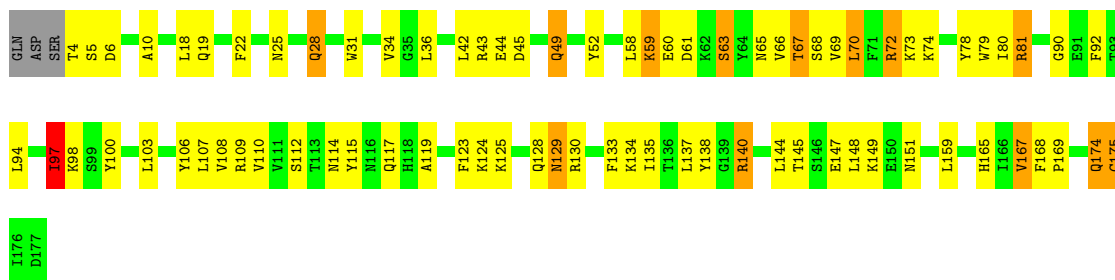 GLN ASP SER T4 S5 D6 A10 L18 Q19 F22 N25 Q28 W31 V34 G35 L36 L42 R43 E44 D45 Q49 Y52 L58 K59 E60 D61 K62 S63 Y64 N65 V66 T67 S68 V69 L70 F71 R72 K73 K74 Y78 W79 I80 R81 G90 E91 F92 T93
L94 I97 K98 S99 Y100 L103 Y106 L107 V108 R109 V110 V111 S112 T113 N114 Y115 N116 Q117 H118 A119 F123 K124 K125 Q128 N129 R130 F133 K134 I135 T136 L137 Y138 G139 R140 L144 T145 S146 E147 L148 K149 E150 N151 L159 H165 I166 V167 F168 P169 Q174 C175
I176 D177